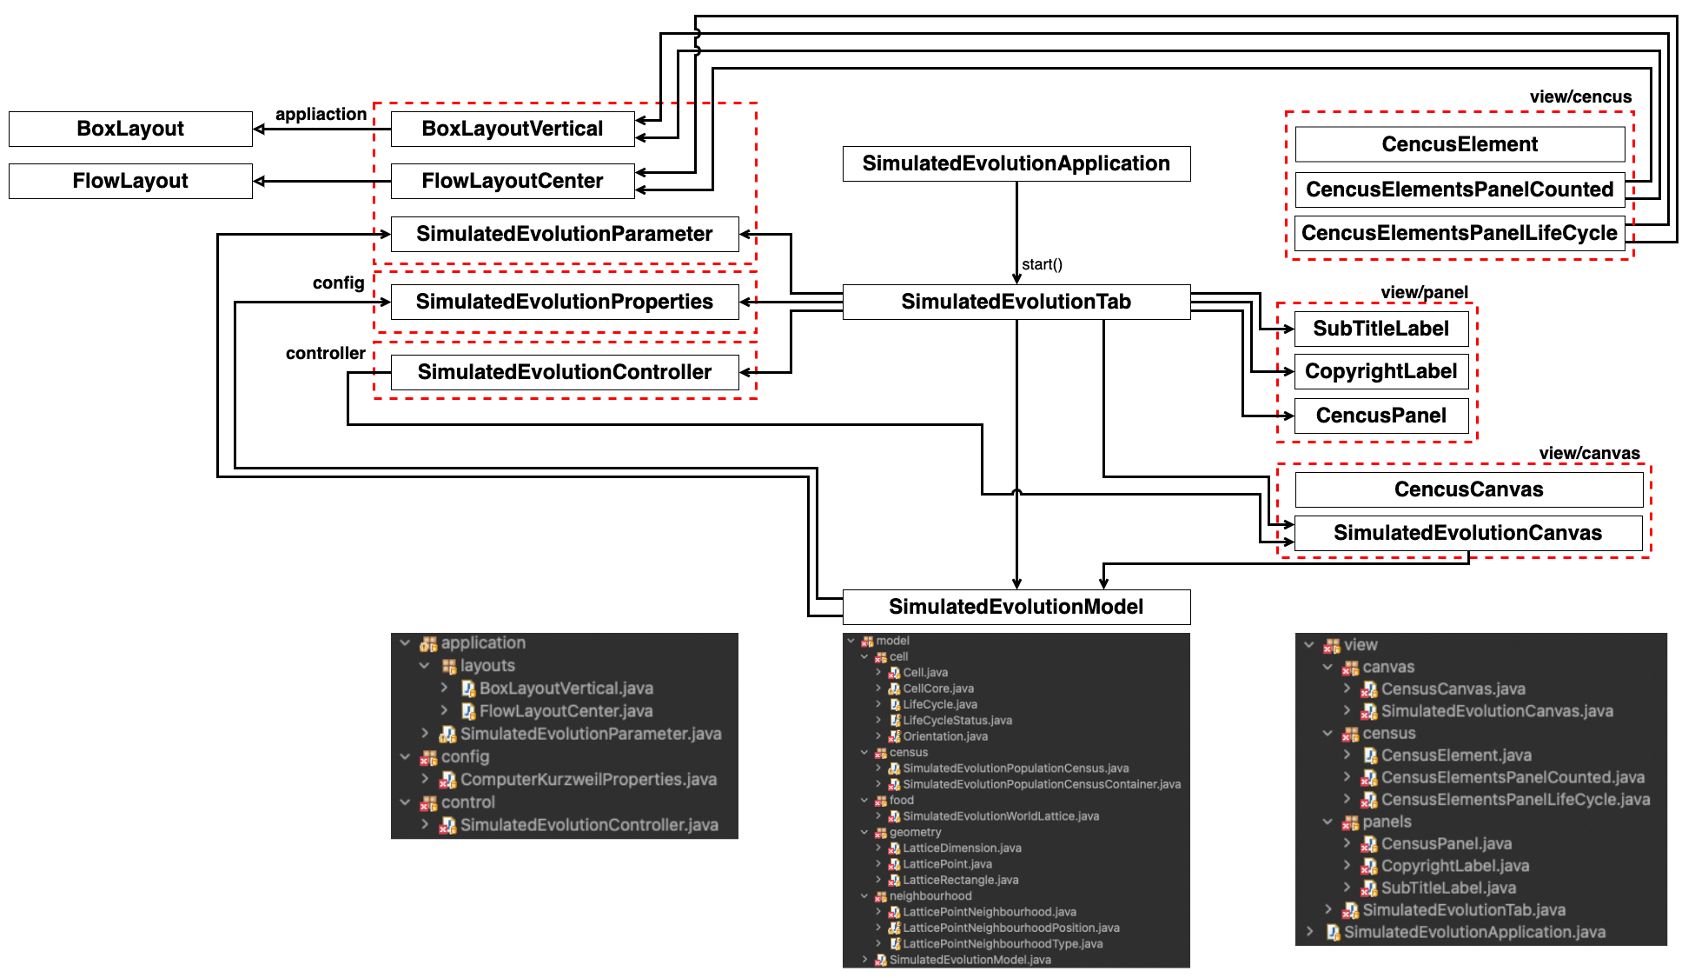 view/cencus
appliaction
BoxLayout
BoxLayoutVertical
CencusElement
SimulatedEvolutionApplication
FlowLayout
FlowLayoutCenter
CencusElementsPanelCounted
SimulatedEvolutionParameter
CencusElementsPanelLifeCycle
start()
config
SimulatedEvolutionProperties
SimulatedEvolutionTab
view/panel
SubTitleLabel
controller
SimulatedEvolutionController
CopyrightLabel
CencusPanel
view/canvas
CencusCanvas
SimulatedEvolutionCanvas
SimulatedEvolutionModel
application
layouts
BoxLayoutVertical.java
FlowLayoutCenter.java
SimulatedEvolutionParameter.java
config
ComputerKurzweilProperties.java
control
SimulatedEvolutionController.java
model
cell
Cell.java
CellCore.java
LifeCycle.java
LifeCycleStatus.java
Orientation.java
census
SimulatedEvolutionPopulationCensus.java
SimulatedEvolutionPopulationCensusContainer.java
food
SimulatedEvolutionWorldLattice.java
geometry
LatticeDimension.java
LatticePoint.java
LatticeRectangle.java
neighbourhood
LatticePointNeighbourhood.java
LatticePointNeighbourhoodPosition.java
LatticePointNeighbourhoodType.java
SimulatedEvolutionModel.java
view
canvas
CensusCanvas.java
SimulatedEvolutionCanvas.java
census
CensusElement.java
CensusElementsPanelCounted.java
CensusElementsPanelLifeCycle.java
panels
CensusPanel.java
CopyrightLabel.java
SubTitleLabel.java
SimulatedEvolutionTab.java
SimulatedEvolutionApplication.java